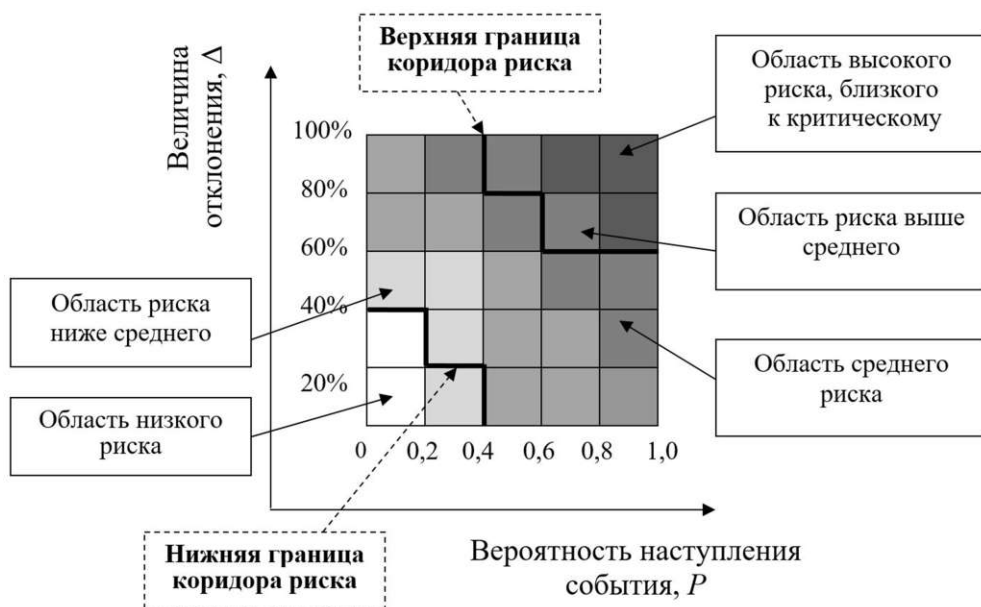 Величина
отклонения, Δ
Верхняя граница
коридора риска
Область высокого
риска, близкого
к критическому
100%
80%
60%
40%
20%
Область риска выше
среднего
Область риска
ниже среднего
Область среднего
риска
Область низкого
риска
0 0,2 0,4 0,6 0,8 1,0
Нижняя граница
коридора риска
Вероятность наступления
события, P